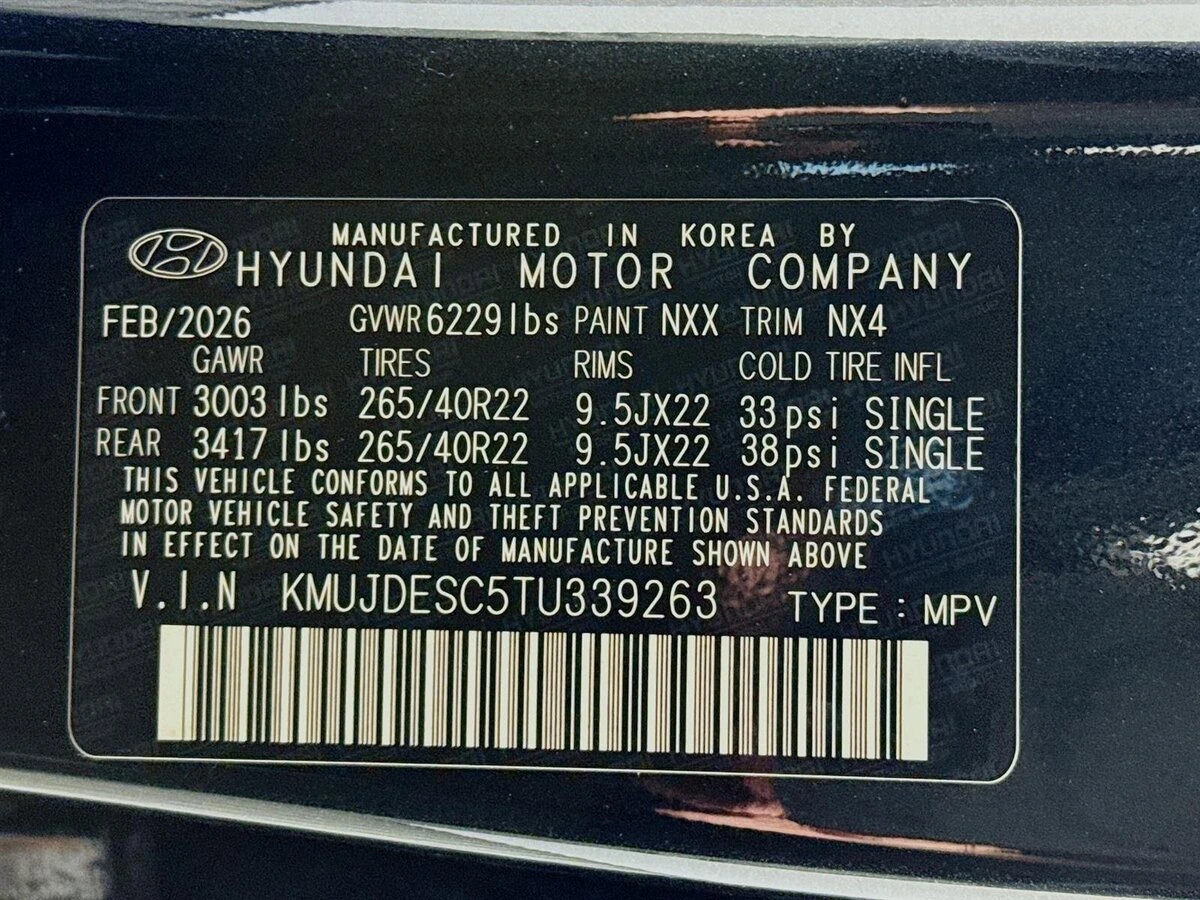 MANUFACTURED IN KOREA BY
HYUNDAI MOTOR COMPANY
FEB/2026 GVWR 6229lbs PAINT NXX TRIM NX4
GAWR TIRES RIMS COLD TIRE INFL
FRONT 3003 lbs 265/40R22 9.5JX22 33psi SINGLE
REAR 3417 lbs 265/40R22 9.5JX22 38psi SINGLE
THIS VEHICLE CONFORMS TO ALL APPLICABLE U.S.A. FEDERAL
MOTOR VEHICLE SAFETY AND THEFT PREVENTION STANDARDS
IN EFFECT ON THE DATE OF MANUFACTURE SHOWN ABOVE
V.I.N KMUJDESC5TU339263 TYPE : MPV